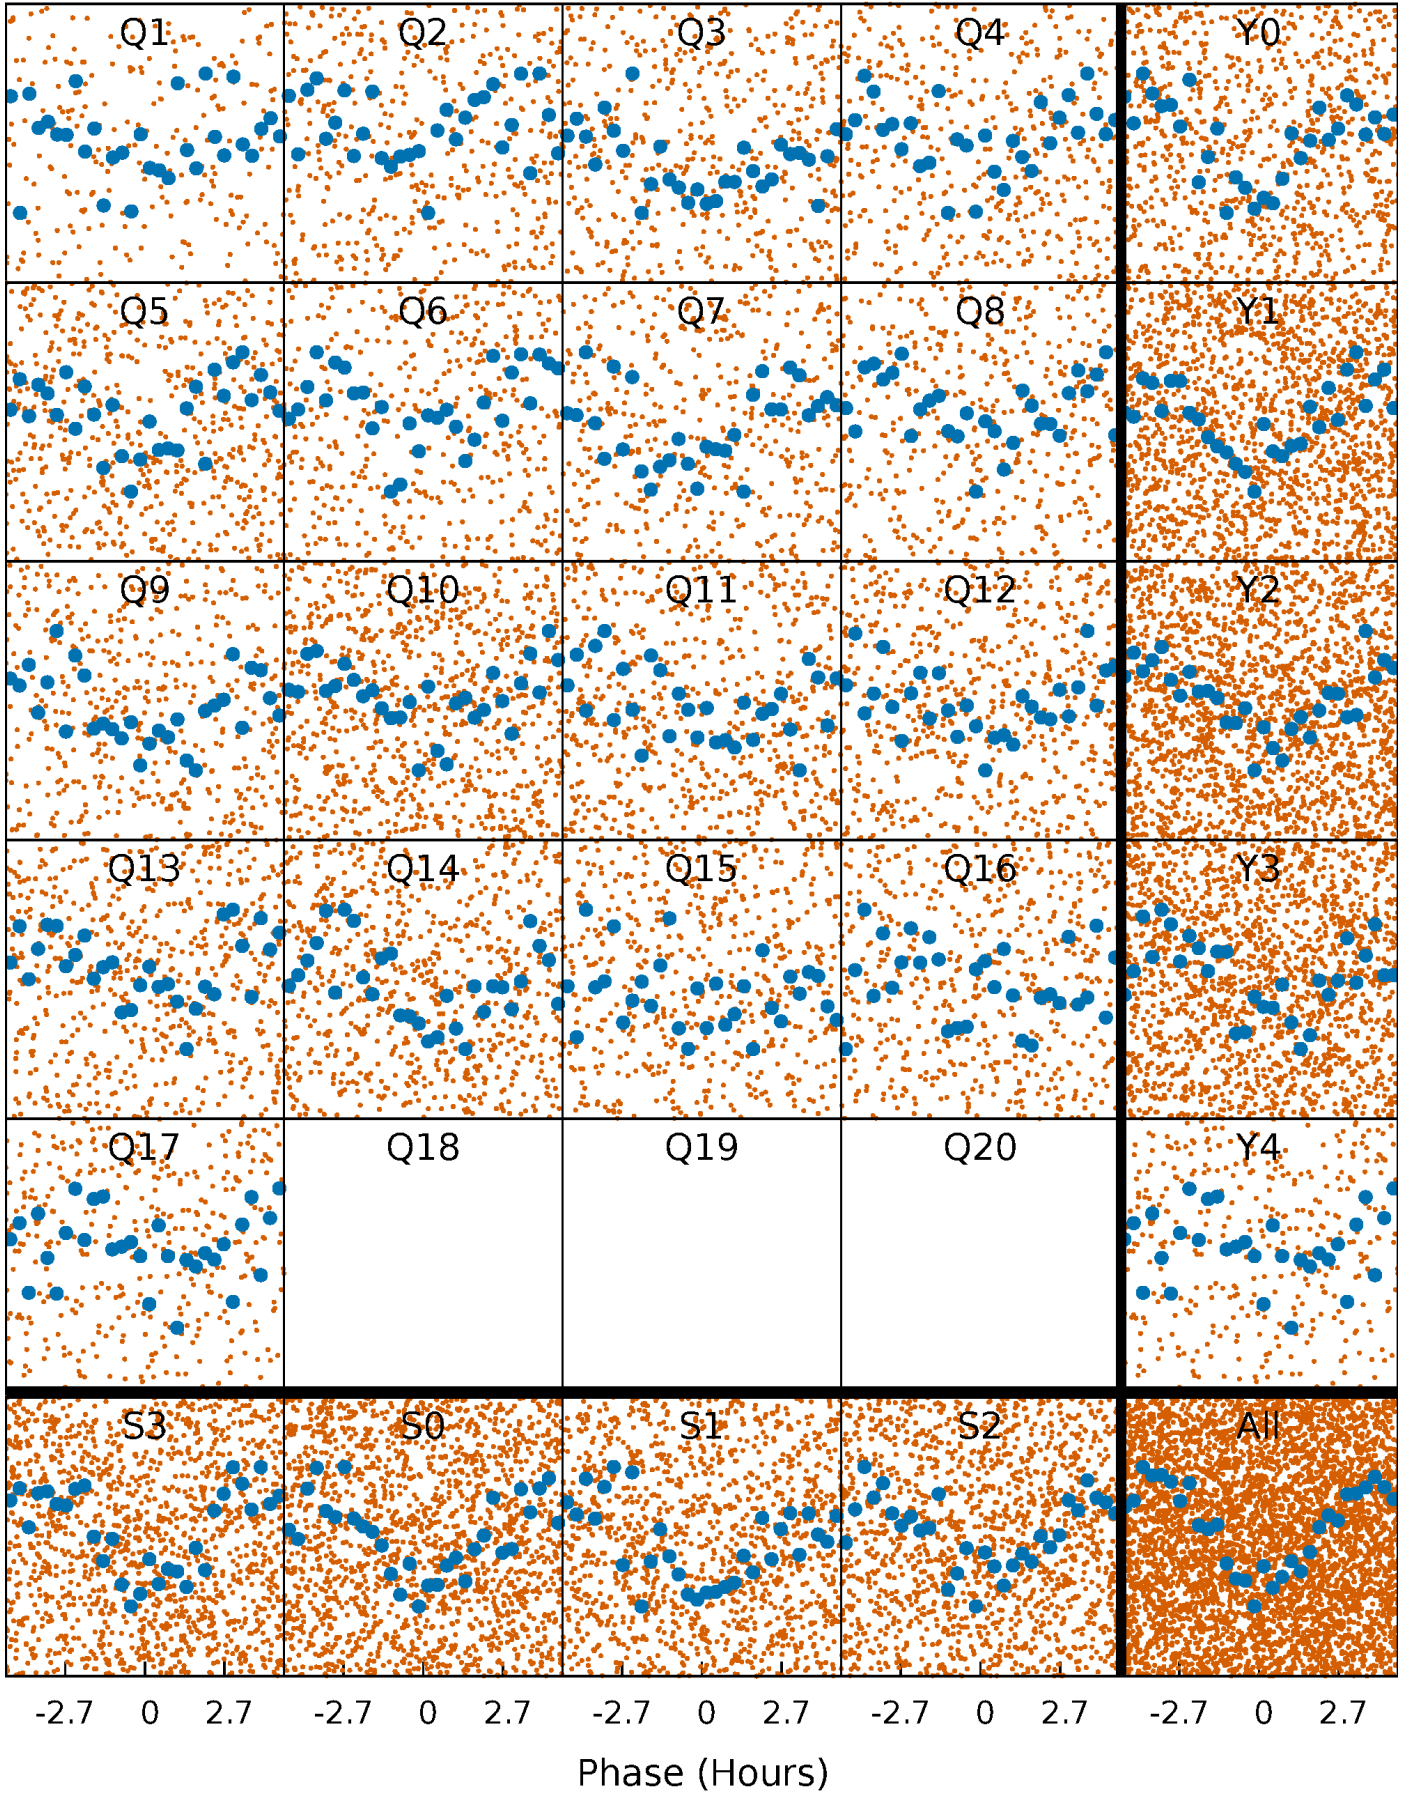 Q1 Q2 Q3 Q4 Y0
Q5 Q6 Q7 Q8 Y1
Q9 Q10 Q11 Q12 Y2
Q13 Q14 Q15 Q16 Y3
Q17 Q18 Q19 Q20 Y4
S3 S0 S1 S2 All
-2.7 0 2.7 -2.7 0 2.7 -2.7 0 2.7 -2.7 0 2.7 -2.7 0 2.7
Phase (Hours)